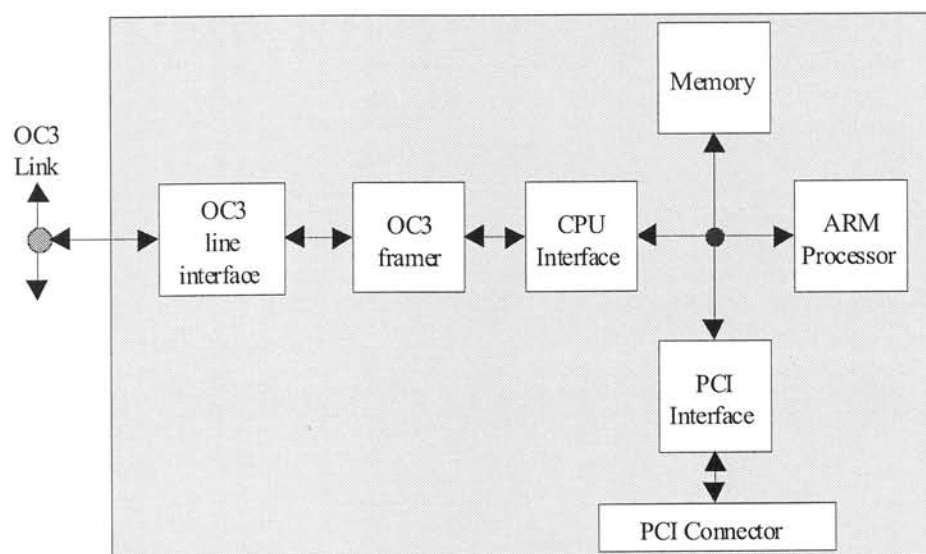 Memory
OC3
Link
OC3
line
interface
OC3
framer
CPU
Interface
ARM
Processor
PCI
Interface
PCI Connector